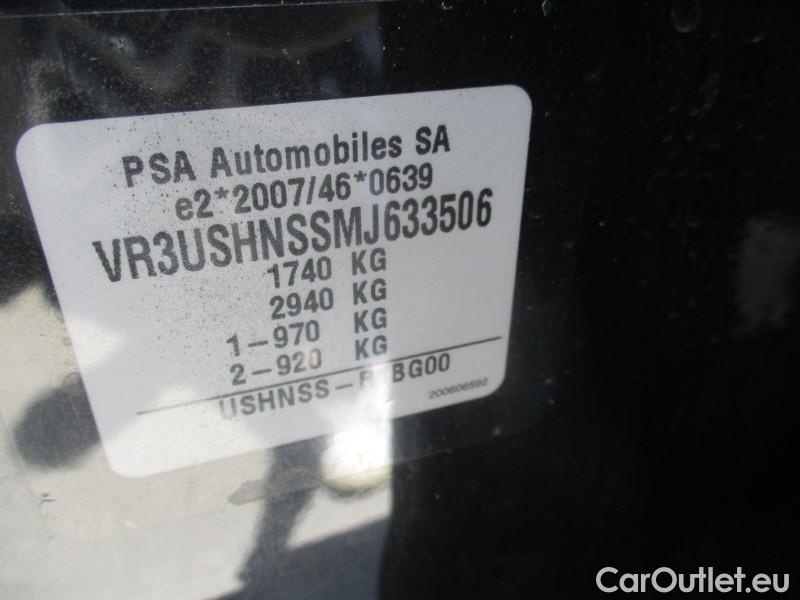 PSA Automobiles SA
e2*2007/46*0639
VR3USHNSSMJ633506
1740 KG
2940 KG
1-970 KG
2-920 KG
200606592
CarOutlet.eu